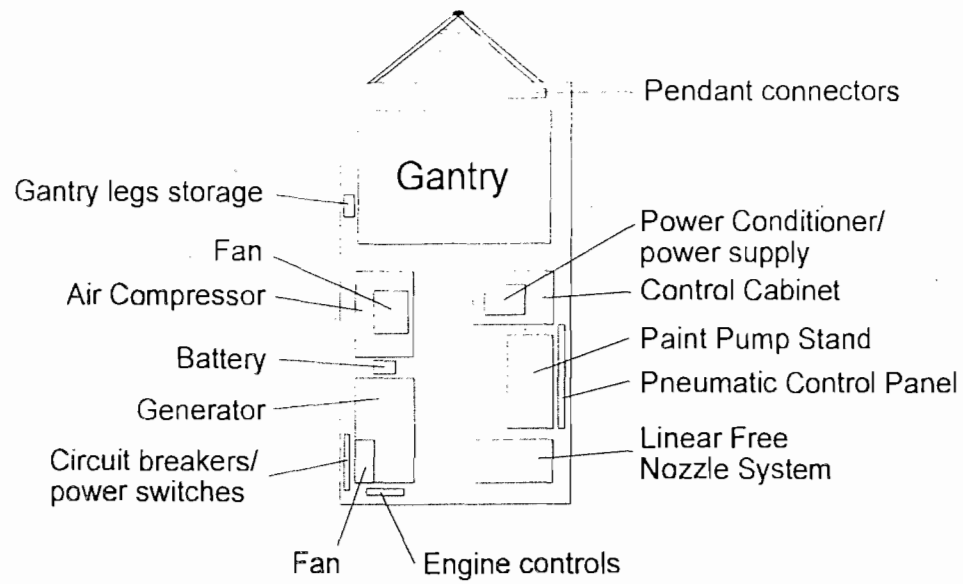 Pendant connectors
Gantry
Gantry legs storage
Power Conditioner/
power supply
Fan
Air Compressor
Control Cabinet
Paint Pump Stand
Battery
Pneumatic Control Panel
Generator
Linear Free
Nozzle System
Circuit breakers/
power switches
Fan
Engine controls